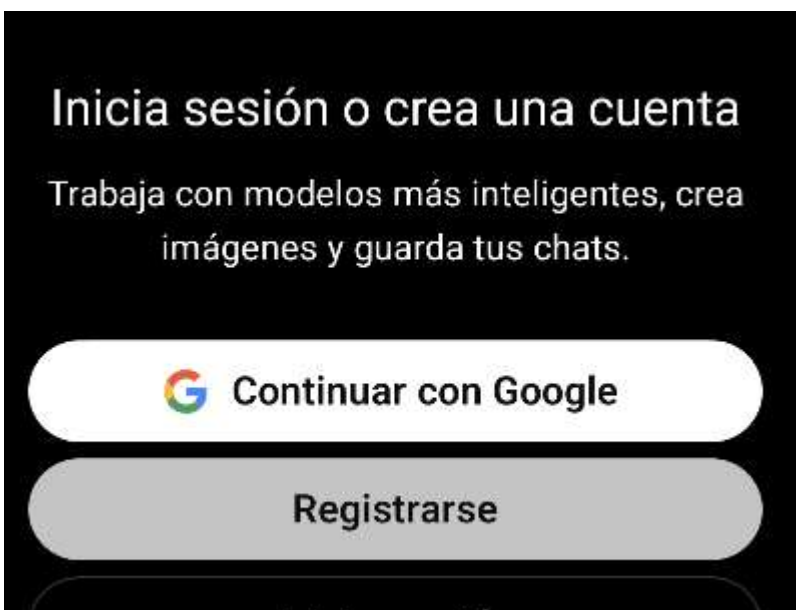 Inicia sesión o crea una cuenta
Trabaja con modelos más inteligentes, crea
imágenes y guarda tus chats.
Continuar con Google
Registrarse